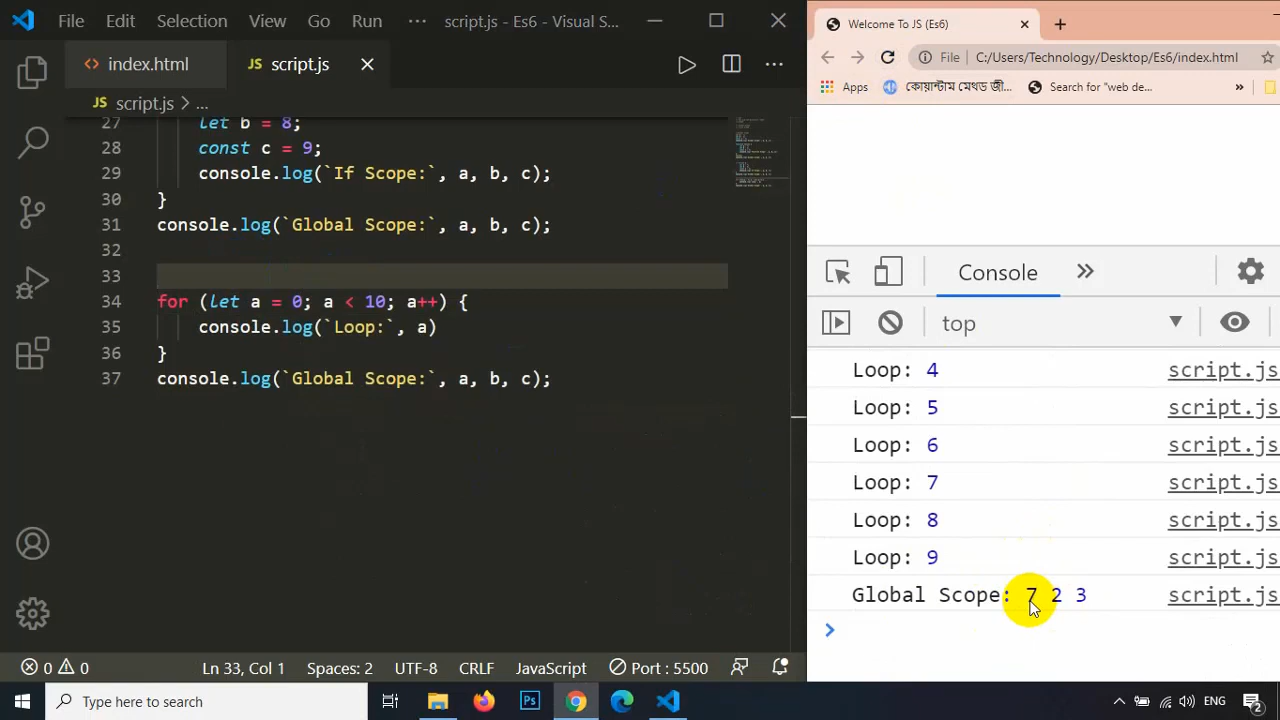 File Edit Selection View Go Run ··· script.js - Es6 - Visual S...
index.html
JS script.js
JS script.js > ...
27 let b = 8;
28 const c = 9;
29 console.log(`If Scope:`, a, b, c);
30 }
31 console.log(`Global Scope:`, a, b, c);
32
33
34 for (let a = 0; a < 10; a++) {
35 console.log(`Loop:`, a)
36 }
37 console.log(`Global Scope:`, a, b, c);
0 0 Ln 33, Col 1 Spaces: 2 UTF-8 CRLF JavaScript Port : 5500
Welcome To JS (Es6)
File C:/Users/Technology/Desktop/Es6/index.html
Apps কোয়ান্টাম মেথড জী... Search for "web de... »
Console »
top
Loop: 4 script.js
Loop: 5 script.js
Loop: 6 script.js
Loop: 7 script.js
Loop: 8 script.js
Loop: 9 script.js
Global Scope: 7 2 3 script.js
Type here to search
Ps
ENG
2